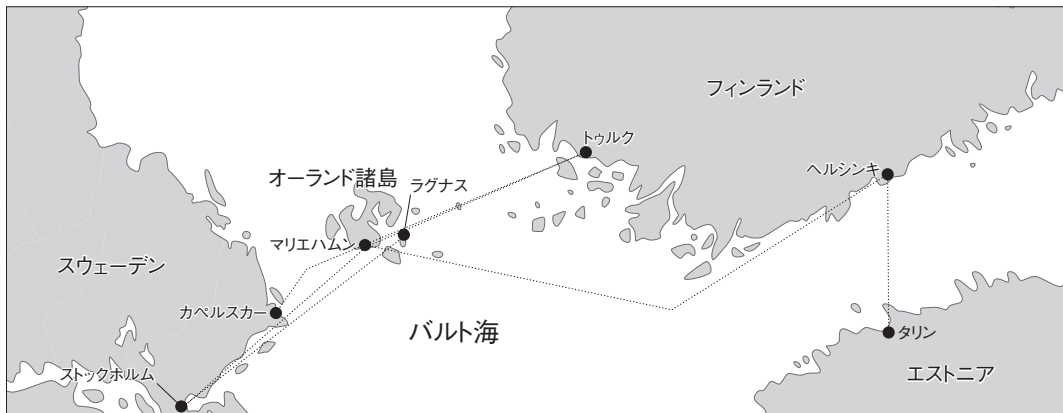 フィンランド
トゥルク
ヘルシンキ
オーランド諸島
ラグナス
マリエハムン
スウェーデン
カペルスカー
バルト海
タリン
ストックホルム
エストニア